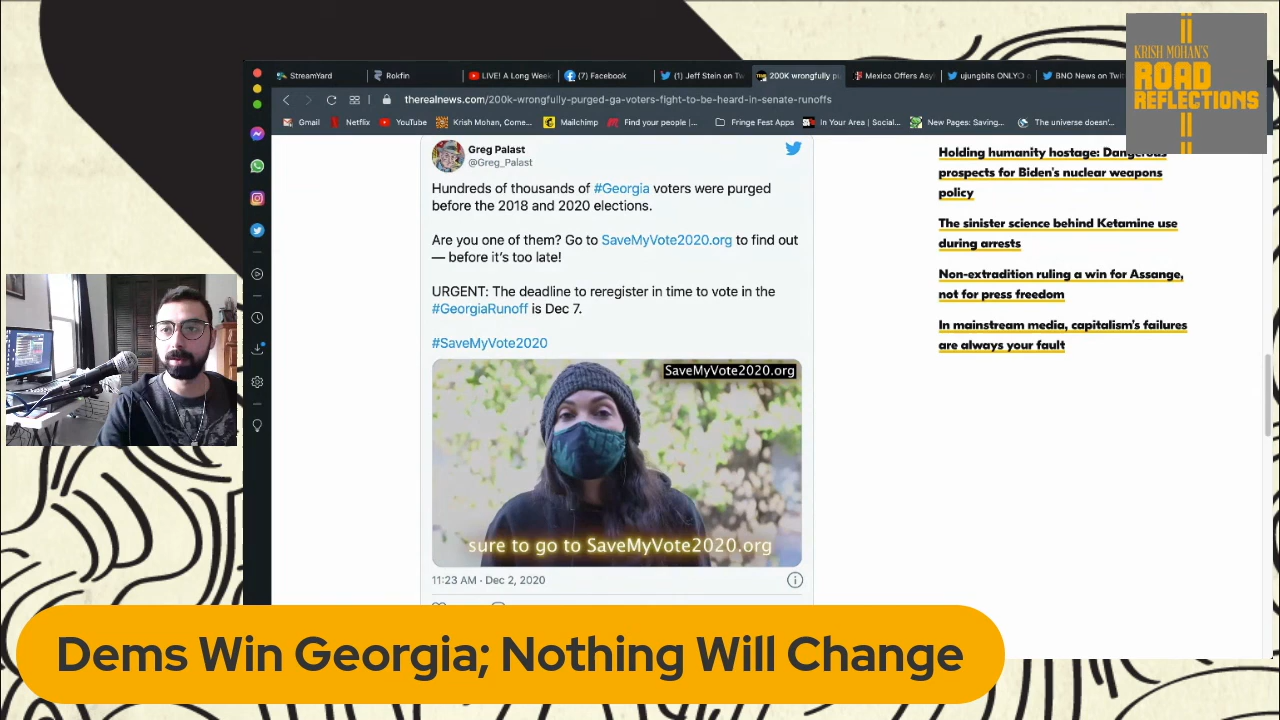 KRISH MOHAN'S
ROAD
REFLECTIONS
StreamYard
Rokfin
LIVE! A Long Week
(7) Facebook
(1) Jeff Stein on Tw
200K wrongfully pu
Mexico Offers Asy
ujungbits ONLYO
BNO News on Twit
therealnews.com/200k-wrongfully-purged-ga-voters-fight-to-be-heard-in-senate-runoffs
Gmail
Netflix
YouTube
Krish Mohan, Come...
Mailchimp
Find your people |...
Fringe Fest Apps
In Your Area | Social...
New Pages: Saving...
The universe doesn'...
Greg Palast
@Greg_Palast
Hundreds of thousands of #Georgia voters were purged
before the 2018 and 2020 elections.
Are you one of them? Go to SaveMyVote2020.org to find out
— before it's too late!
URGENT: The deadline to reregister in time to vote in the
#GeorgiaRunoff is Dec 7.
#SaveMyVote2020
SaveMyVote2020.org
sure to go to SaveMyVote2020.org
11:23 AM · Dec 2, 2020
Holding humanity hostage: Dangerous
prospects for Biden's nuclear weapons
policy
The sinister science behind Ketamine use
during arrests
Non-extradition ruling a win for Assange,
not for press freedom
In mainstream media, capitalism's failures
are always your fault
Dems Win Georgia; Nothing Will Change